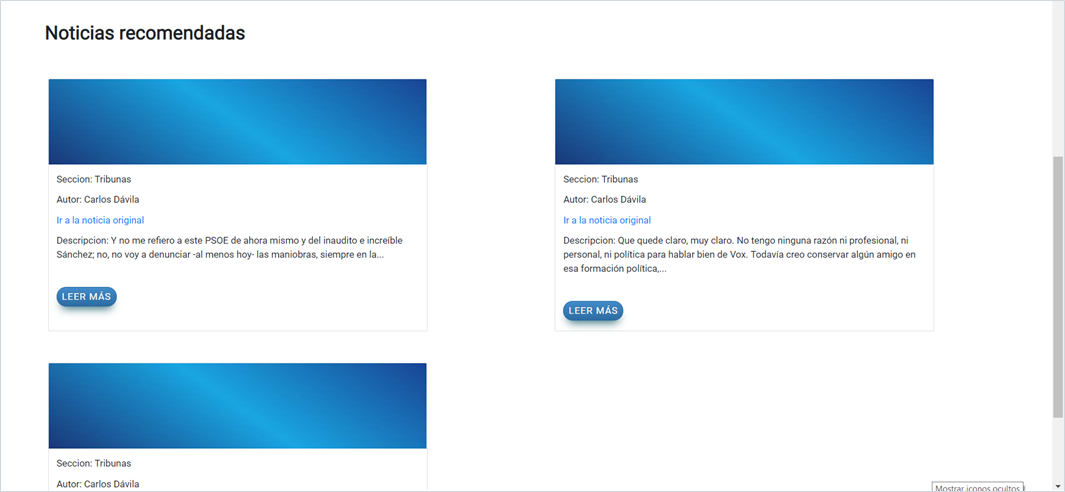 Noticias recomendadas
Seccion: Tribunas
Autor: Carlos Dávila
Ir a la noticia original
Descripcion: Y no me refiero a este PSOE de ahora mismo y del inaudito e increíble
Sánchez; no, no voy a denunciar -al menos hoy- las maniobras, siempre en la...
LEER MÁS
Seccion: Tribunas
Autor: Carlos Dávila
Ir a la noticia original
Descripcion: Que quede claro, muy claro. No tengo ninguna razón ni profesional, ni
personal, ni política para hablar bien de Vox. Todavía creo conservar algún amigo en
esa formación política,...
LEER MÁS
Seccion: Tribunas
Autor: Carlos Dávila
Mostrar iconos ocultos